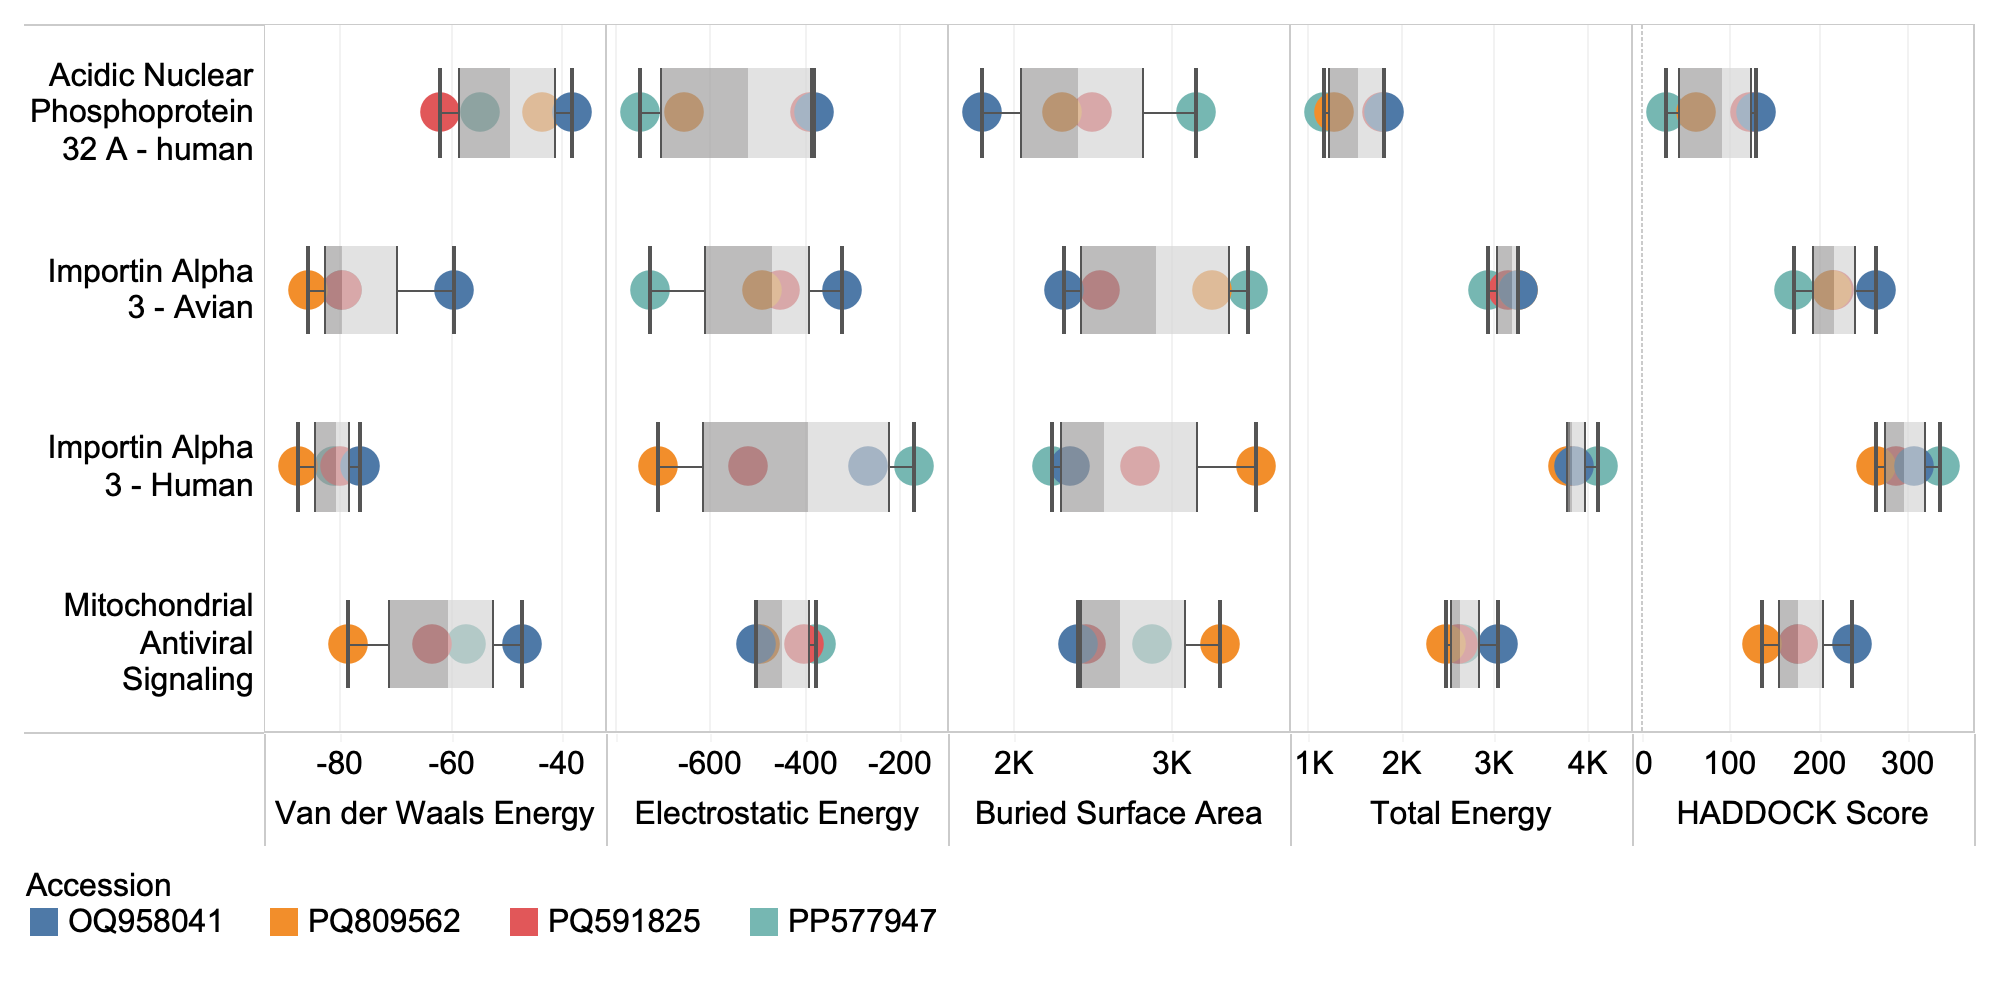 Acidic Nuclear
Phosphoprotein
32 A - human
Importin Alpha
3 - Avian
Importin Alpha
3 - Human
Mitochondrial
Antiviral
Signaling
-80 -60 -40 -600 -400 -200 2K 3K 1K 2K 3K 4K 0 100 200 300
Van der Waals Energy Electrostatic Energy Buried Surface Area Total Energy HADDOCK Score
Accession
OQ958041 PQ809562 PQ591825 PP577947